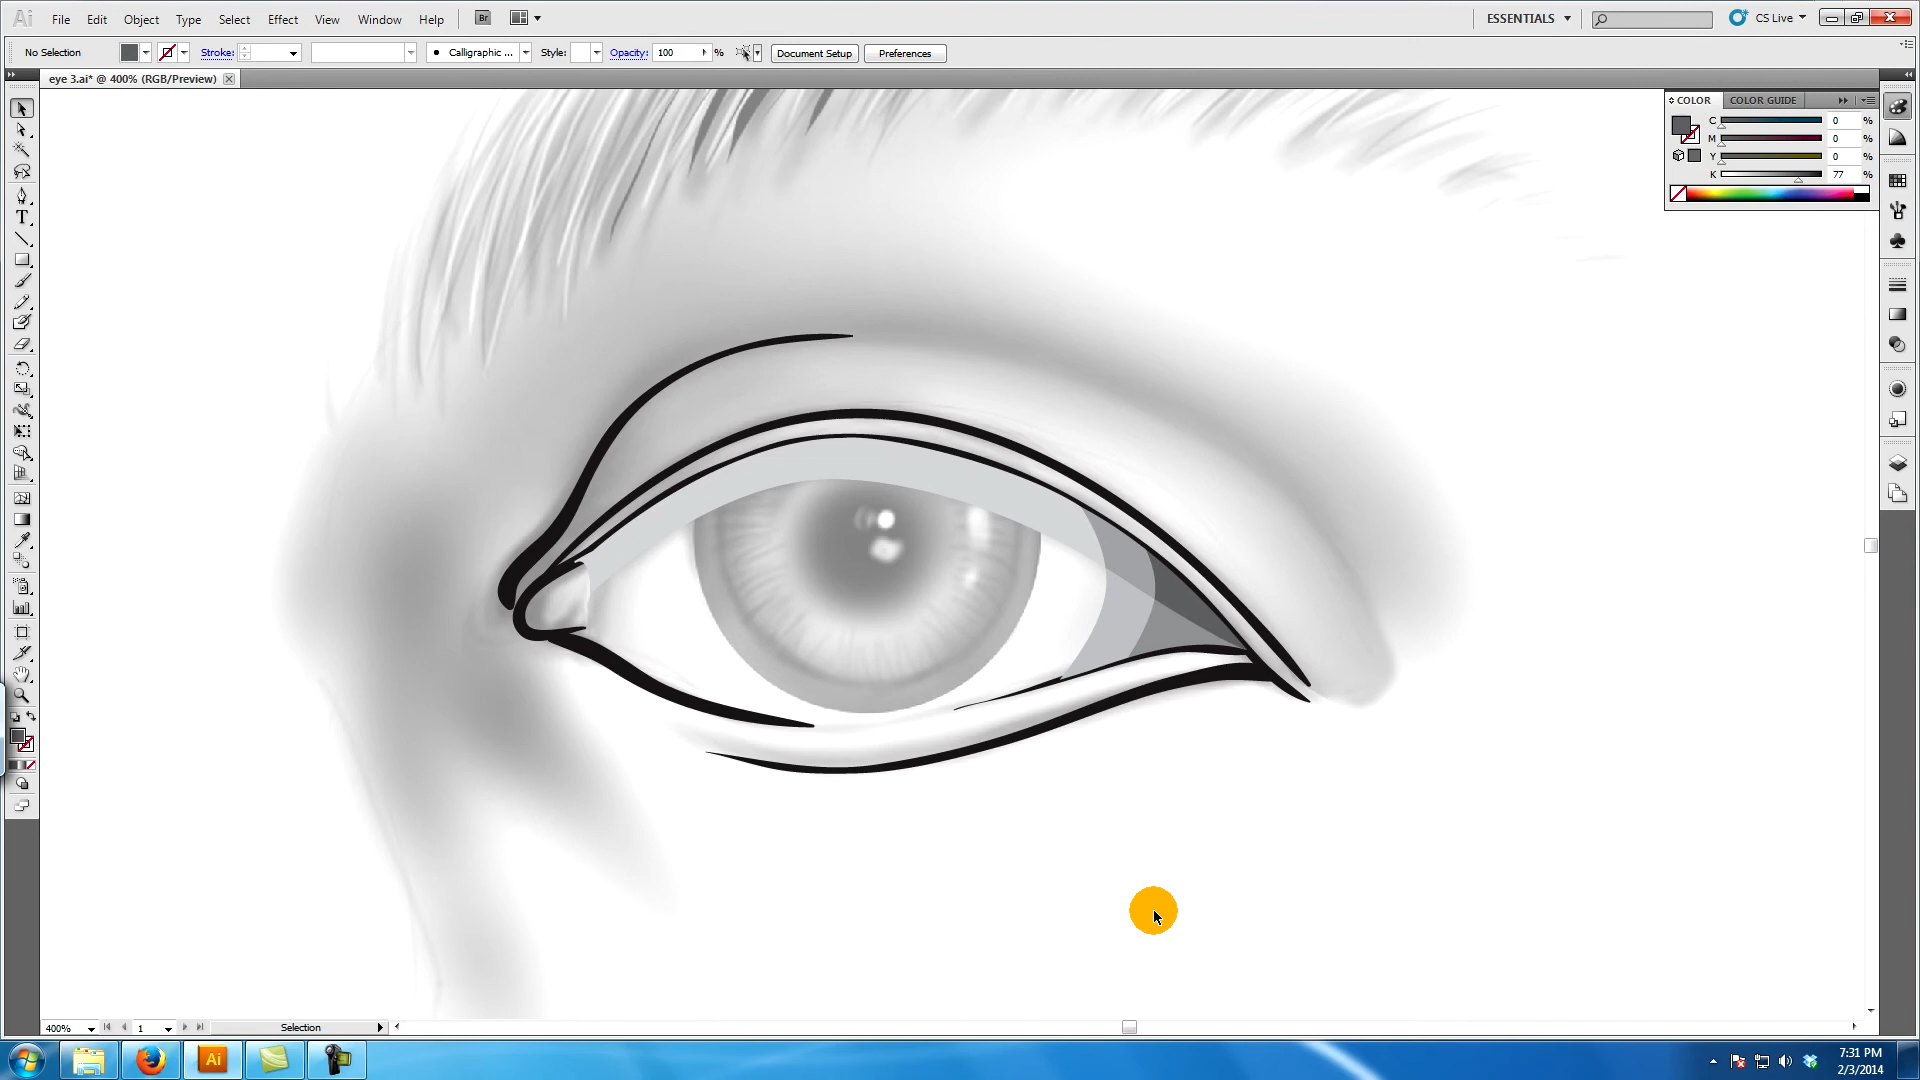 Ai File Edit Object Type Select Effect View Window Help Br ESSENTIALS CS Live
No Selection Stroke: Calligraphic ... Style: Opacity: 100 % Document Setup Preferences
eye 3.ai* @ 400% (RGB/Preview)
COLOR COLOR GUIDE
C 0 %
M 0 %
Y 0 %
K 77 %
T
400% 1 Selection
Ai
7:31 PM
2/3/2014